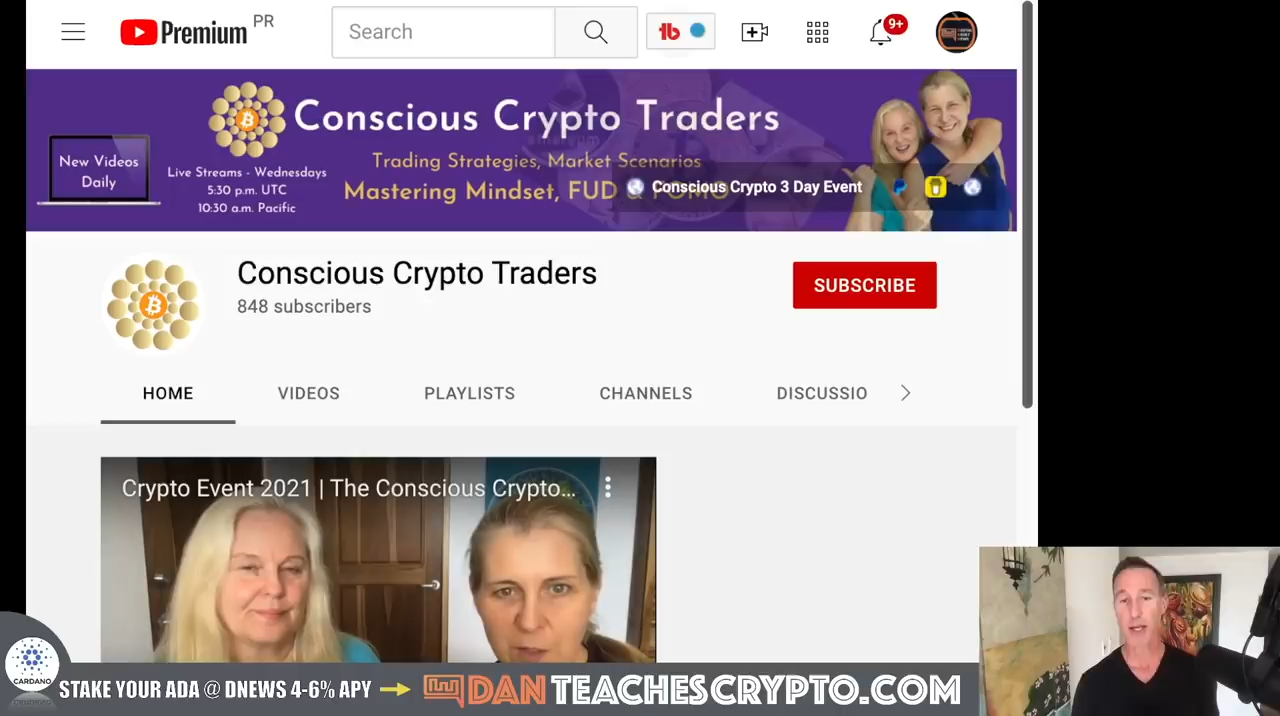 Premium PR
Search
9+
New Videos
Daily
Live Streams - Wednesdays
5:30 p.m. UTC
10:30 a.m. Pacific
Conscious Crypto Traders
Trading Strategies, Market Scenarios
Mastering Mindset, FUD & FOMO
Conscious Crypto 3 Day Event
Conscious Crypto Traders
848 subscribers
SUBSCRIBE
HOME VIDEOS PLAYLISTS CHANNELS DISCUSSIO
Crypto Event 2021 | The Conscious Crypto...
CARDANO
STAKE YOUR ADA @ DNEWS 4-6% APY
DANTEACHESCRYPTO.COM